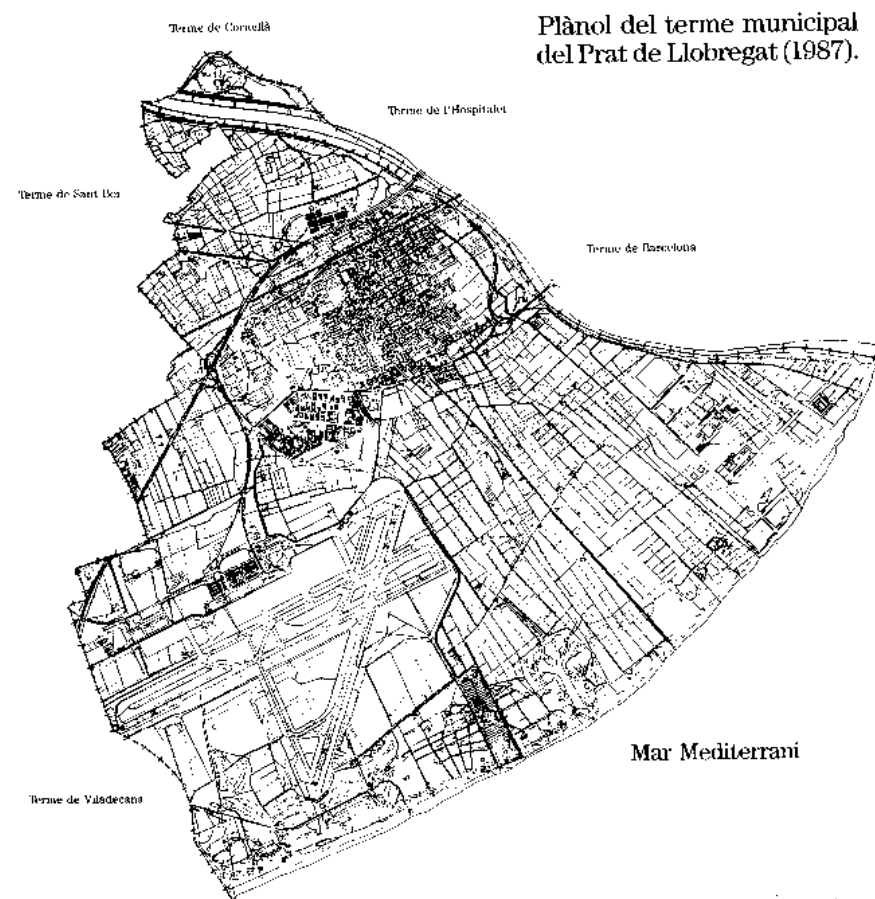 Plànol del terme municipal
del Prat de Llobregat (1987).
Terme de Cornellà
Terme de l'Hospitalet
Terme de Sant Boi
Terme de Barcelona
Mar Mediterrani
Terme de Viladecans